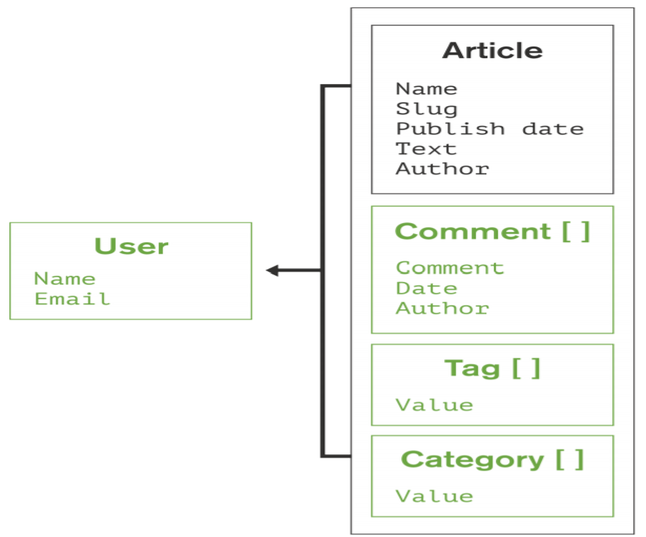 Article
Name
Slug
Publish date
Text
Author
User
Name
Email
Comment [ ]
Comment
Date
Author
Tag [ ]
Value
Category [ ]
Value